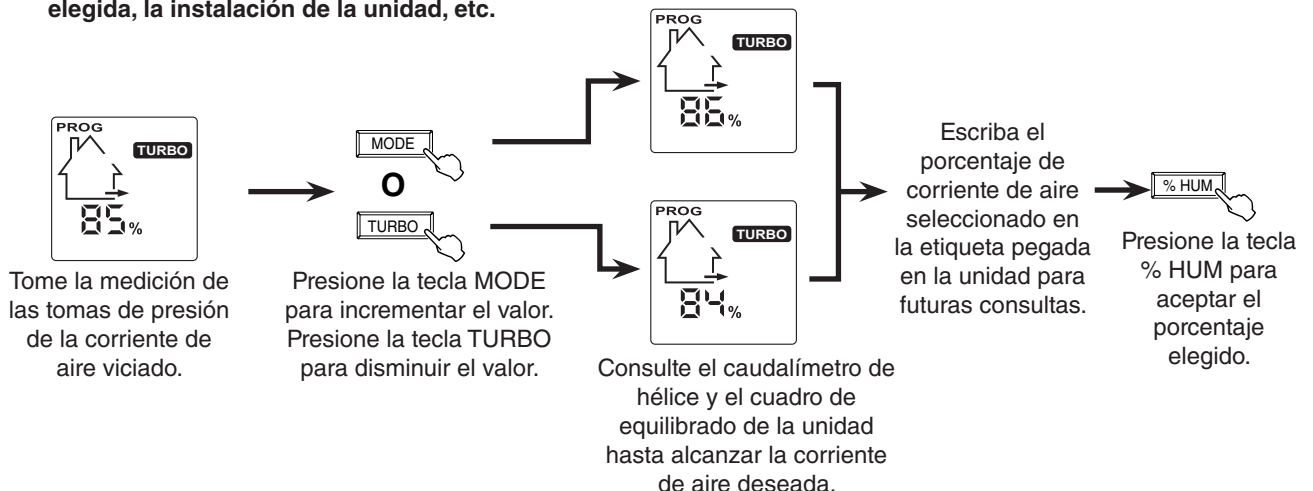 elegida, la instalación de la unidad, etc.
PROG
TURBO
85%
Tome la medición de
las tomas de presión
de la corriente de
aire viciado.
MODE
O
TURBO
Presione la tecla MODE
para incrementar el valor.
Presione la tecla TURBO
para disminuir el valor.
PROG
TURBO
86%
PROG
TURBO
84%
Consulte el caudalímetro de
hélice y el cuadro de
equilibrado de la unidad
hasta alcanzar la corriente
de aire deseada.
Escriba el
porcentaje de
corriente de aire
seleccionado en
la etiqueta pegada
en la unidad para
futuras consultas.
% HUM
Presione la tecla
% HUM para
aceptar el
porcentaje
elegido.